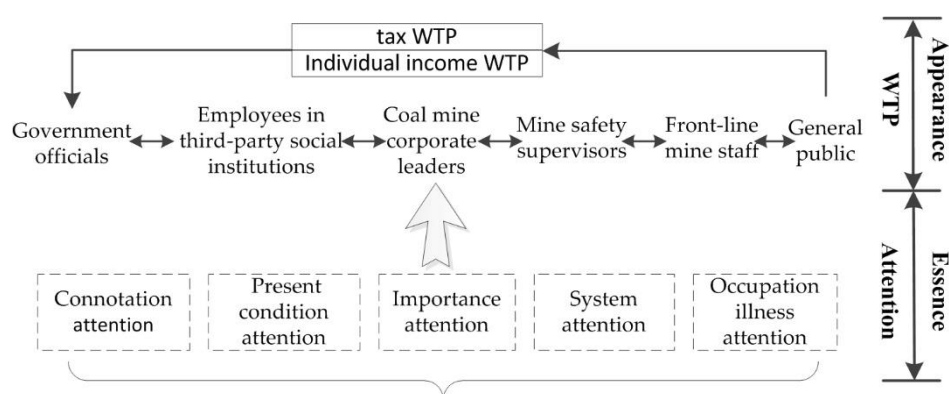 tax WTP
Individual income WTP
Government
officials
Employees in
third-party social
institutions
Coal mine
corporate
leaders
Mine safety
supervisors
Front-line
mine staff
General
public
Appearance
WTP
Connotation
attention
Present
condition
attention
Importance
attention
System
attention
Occupation
illness
attention
Essence
Attention